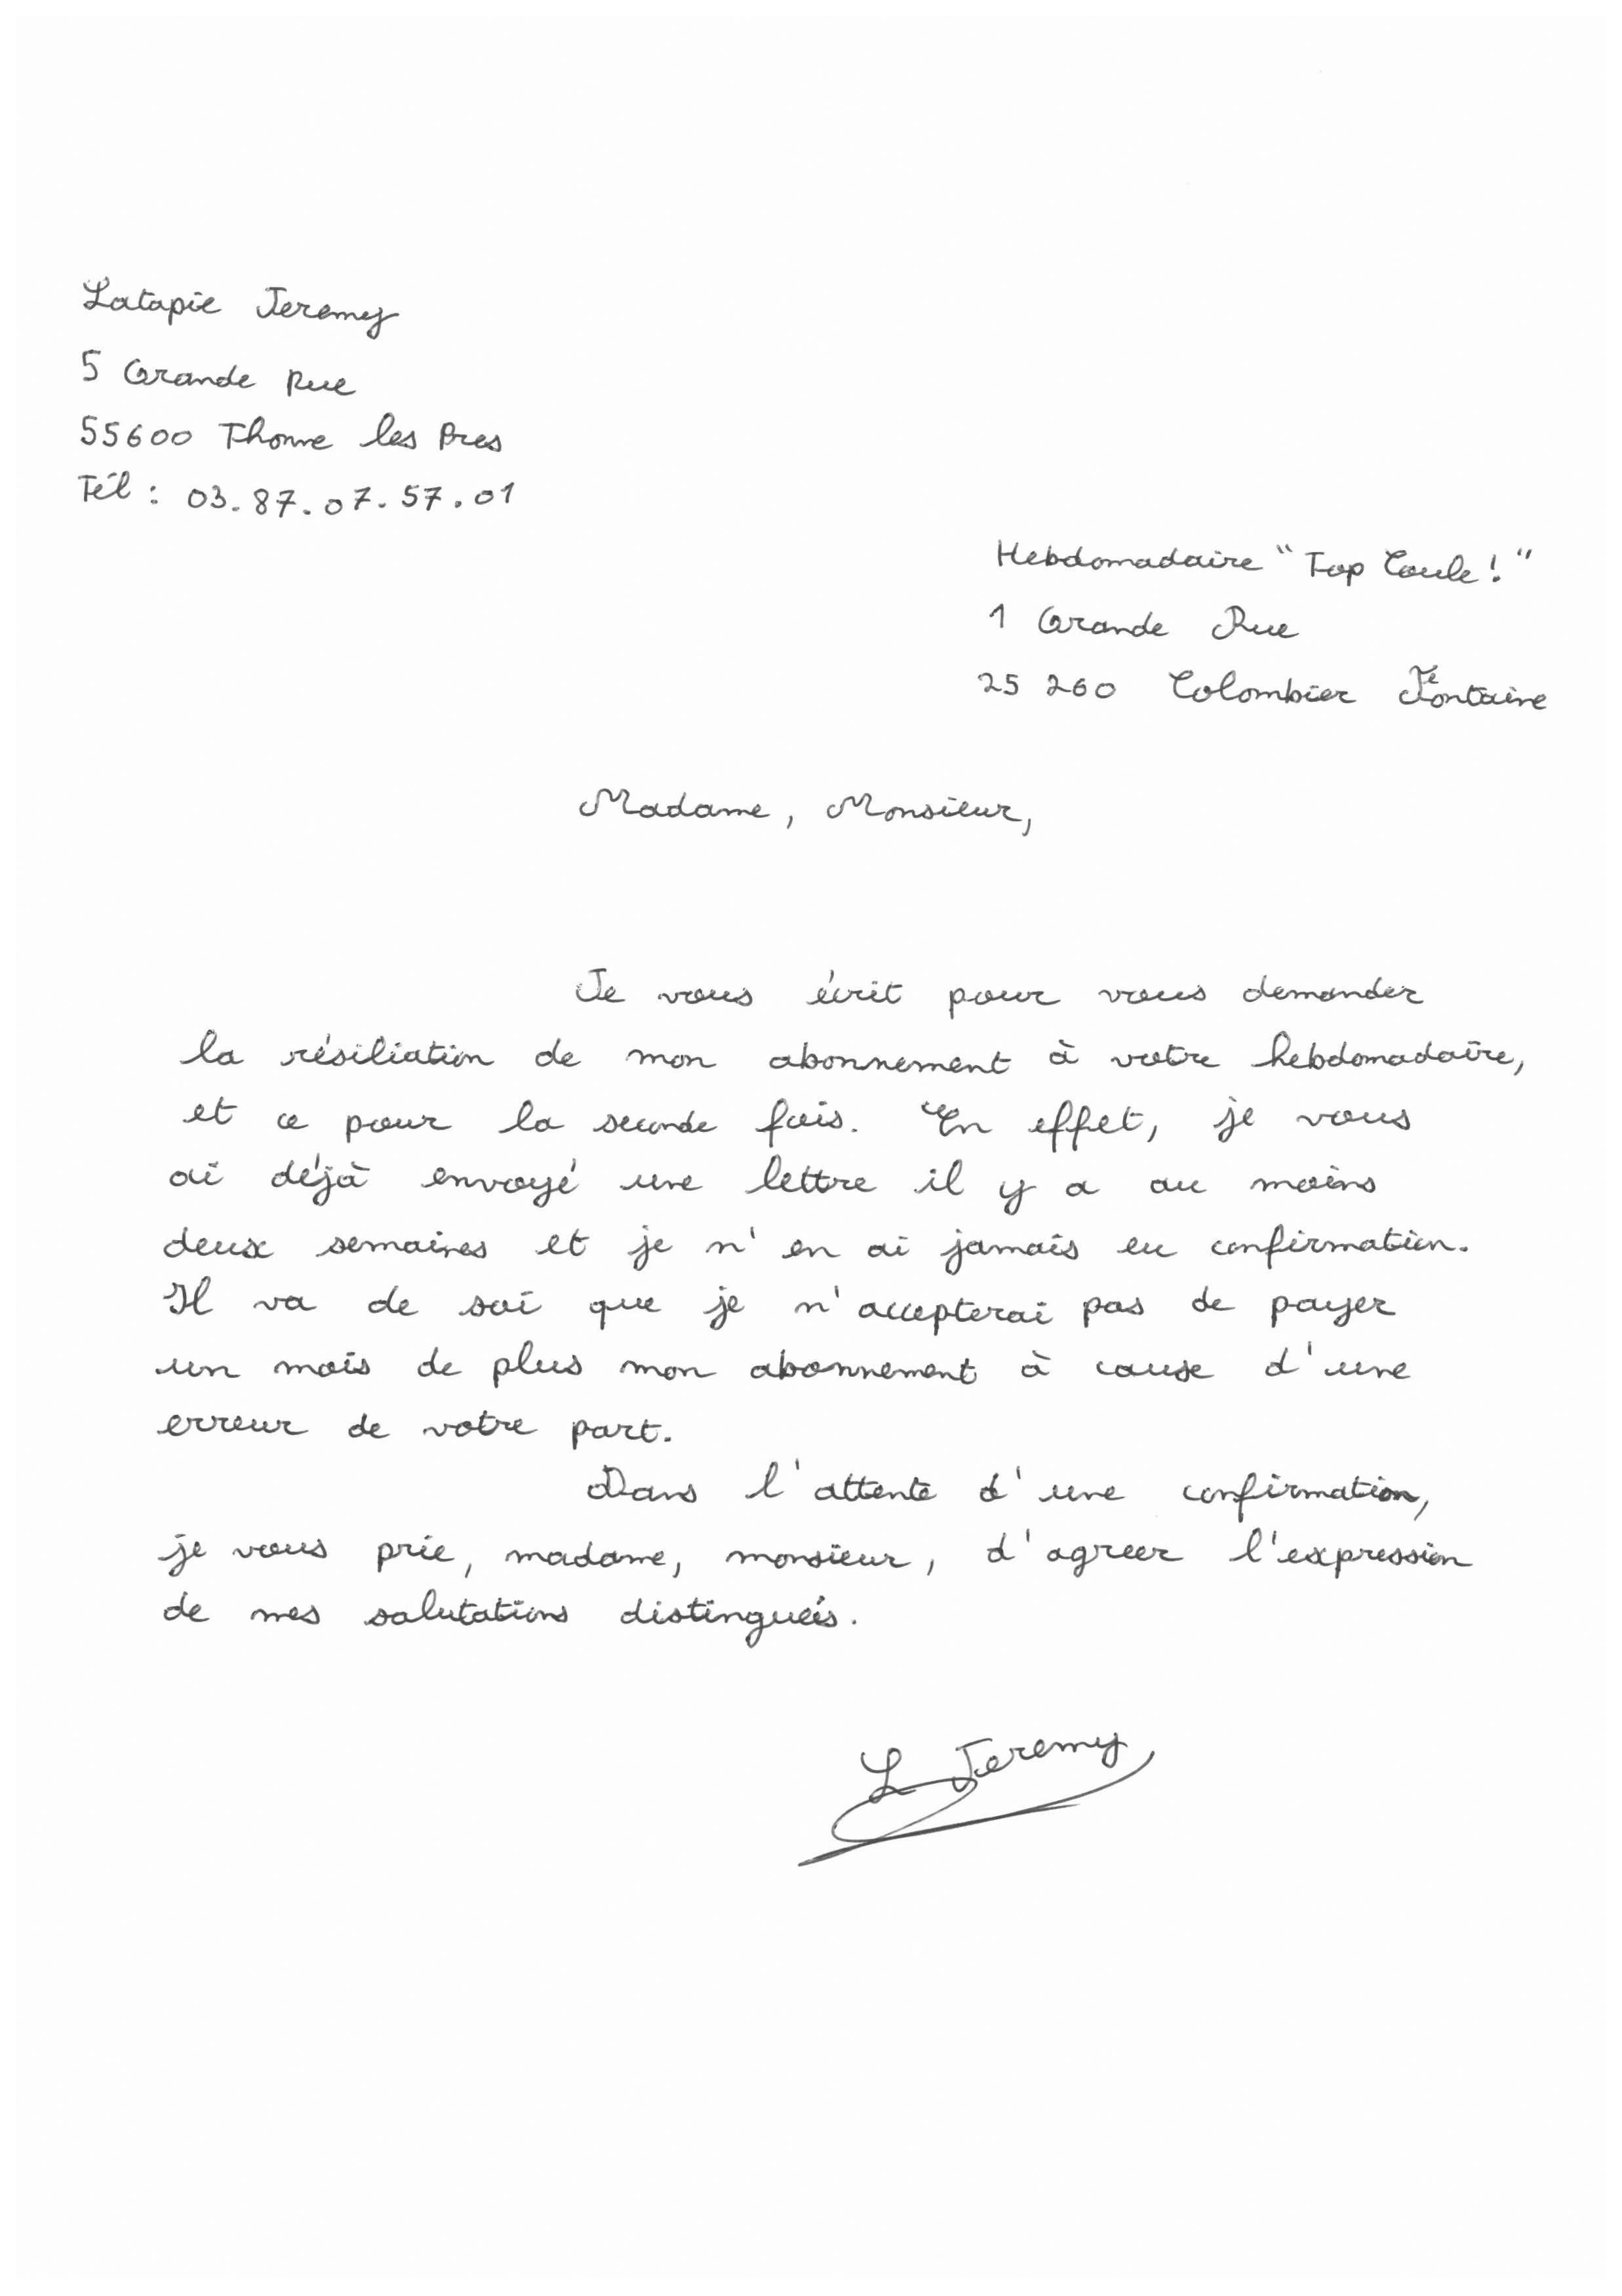 Latapie Jeremy
5 Grande Rue
55600 Thonne les Pres
Tél : 03.87.07.57.01
Hebdomadaire "Top Coule !"
1 Grande Rue
25 260 Colombier Fontaine
Madame, Monsieur,
Je vous écrit pour vous demander
la résiliation de mon abonnement à votre hebdomadaire,
et ce pour la seconde fois. En effet, je vous
ai déjà envoyé une lettre il y a au moins
deux semaines et je n'en ai jamais eu confirmation.
Il va de soi que je n'accepterai pas de payer
un mois de plus mon abonnement à cause d'une
erreur de votre part.
Dans l'attente d'une confirmation,
je vous prie, madame, monsieur, d'agreer l'expression
de mes salutations distingués.
L Jeremy